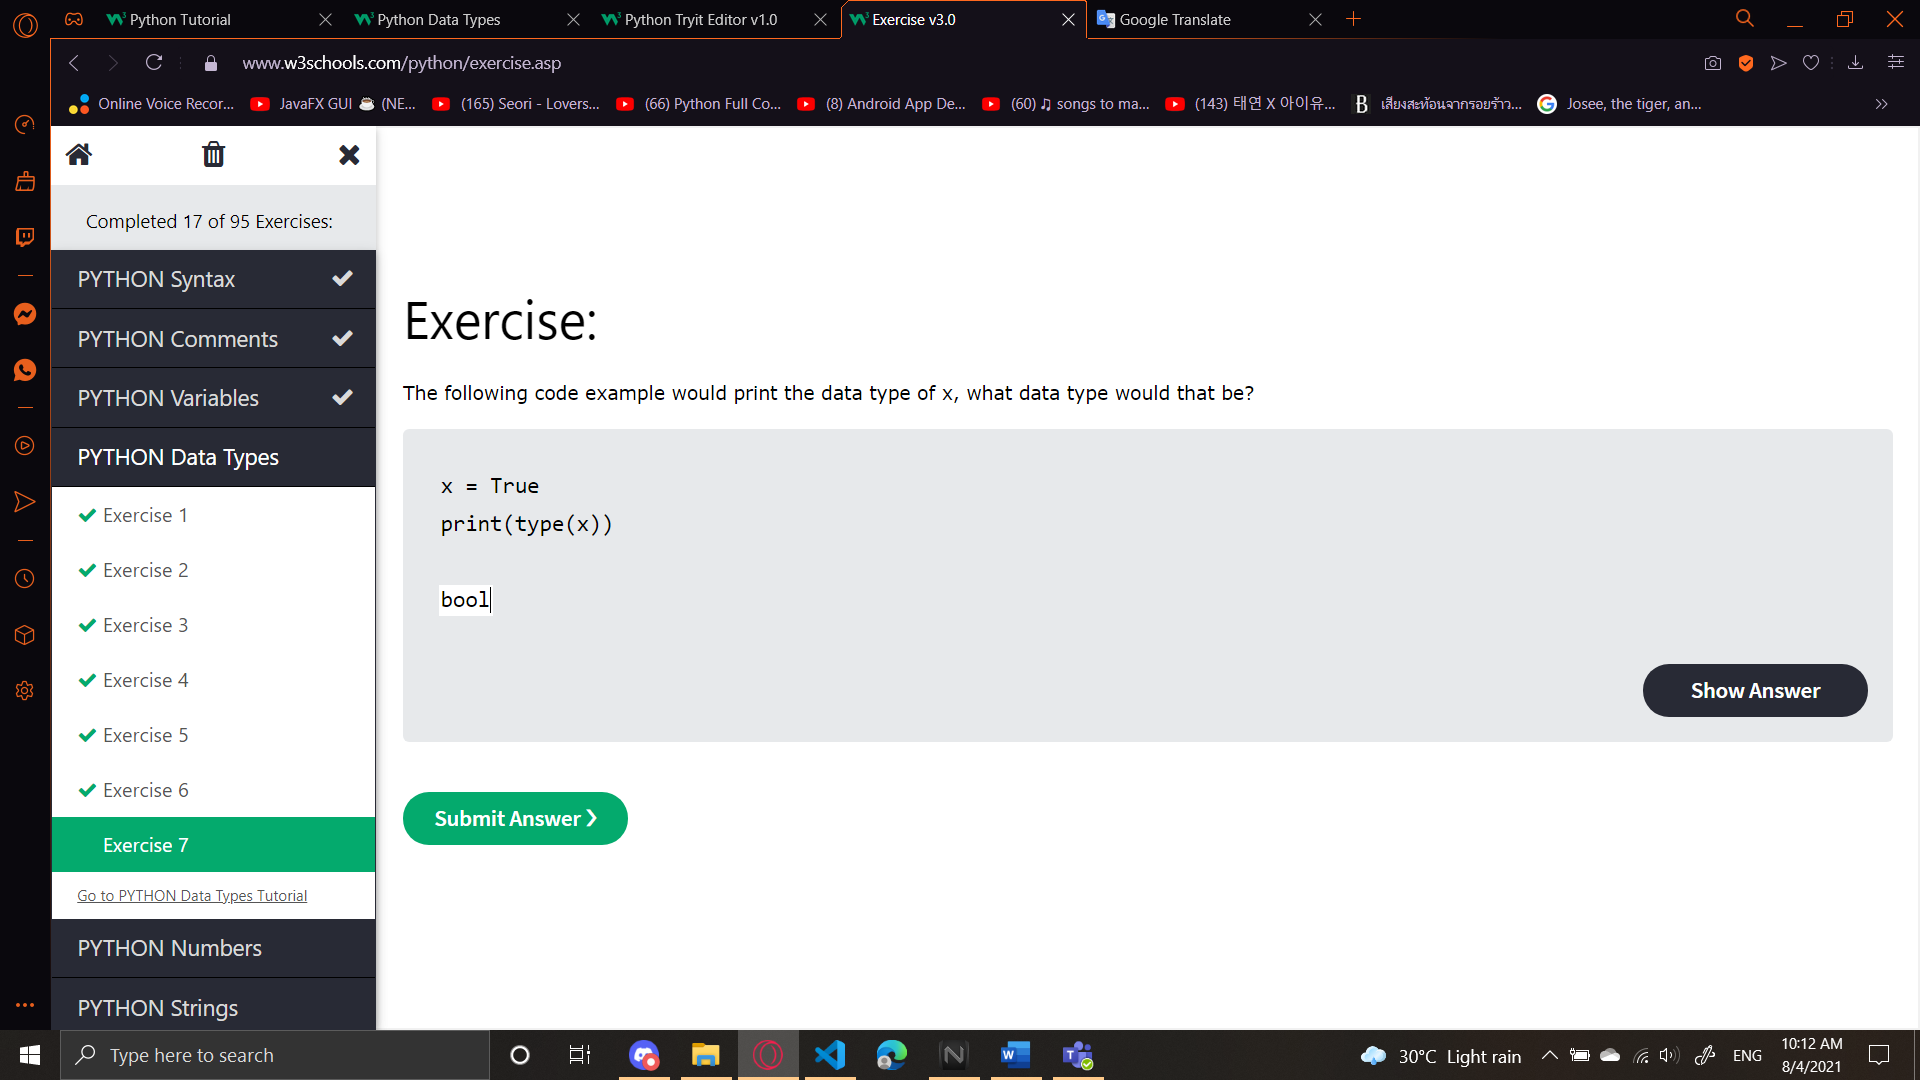 Python Tutorial
Python Data Types
Python Tryit Editor v1.0
Exercise v3.0
Google Translate
www.w3schools.com/python/exercise.asp
Online Voice Recor...
JavaFX GUI ☕ (NE...
(165) Seori - Lovers...
(66) Python Full Co...
(8) Android App De...
(60) ♫ songs to ma...
(143) 태연 X 아이유...
B
เสียงสะท้อนจากรอยร้าว...
Josee, the tiger, an...
Completed 17 of 95 Exercises:
PYTHON Syntax
PYTHON Comments
PYTHON Variables
PYTHON Data Types
Exercise 1
Exercise 2
Exercise 3
Exercise 4
Exercise 5
Exercise 6
Exercise 7
Go to PYTHON Data Types Tutorial
PYTHON Numbers
PYTHON Strings
Exercise:
The following code example would print the data type of x, what data type would that be?
x = True
print(type(x))
bool
Show Answer
Submit Answer ❯
Type here to search
30°C Light rain
ENG
10:12 AM
8/4/2021